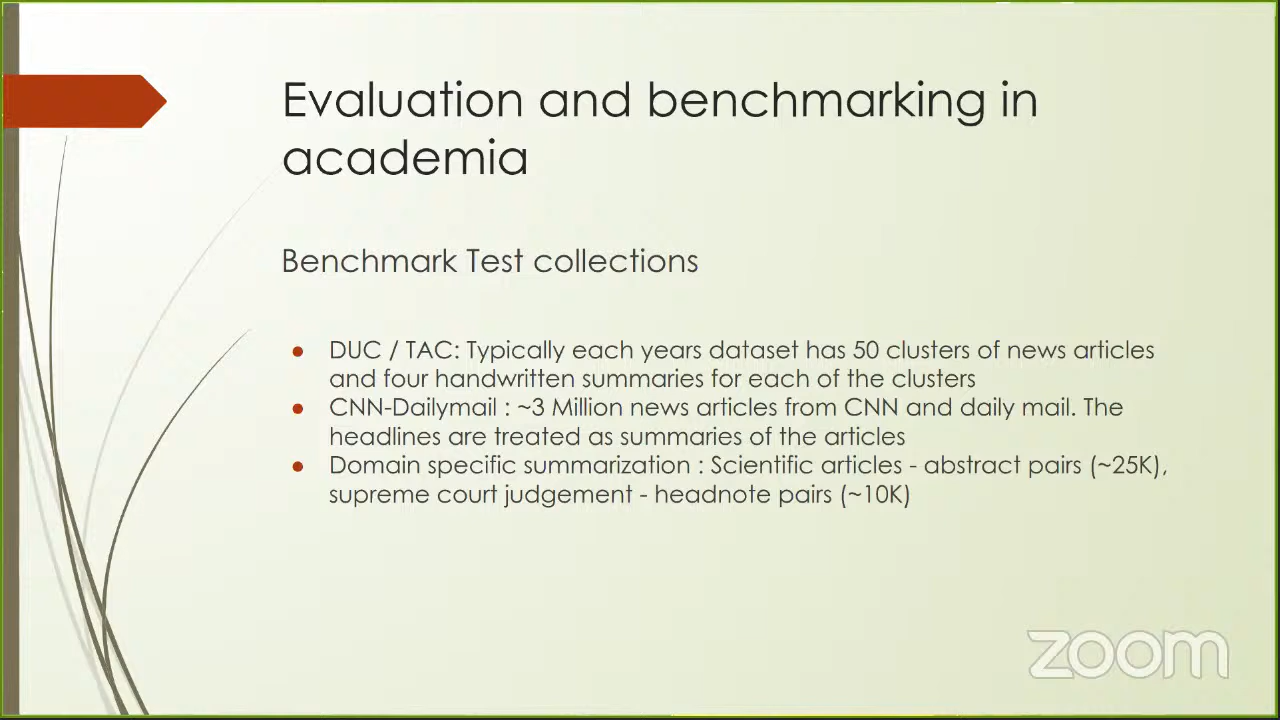 Evaluation and benchmarking in
academia
Benchmark Test collections
● DUC / TAC: Typically each years dataset has 50 clusters of news articles
and four handwritten summaries for each of the clusters
● CNN-Dailymail : ~3 Million news articles from CNN and daily mail. The
headlines are treated as summaries of the articles
● Domain specific summarization : Scientific articles - abstract pairs (~25K),
supreme court judgement - headnote pairs (~10K)
zoom